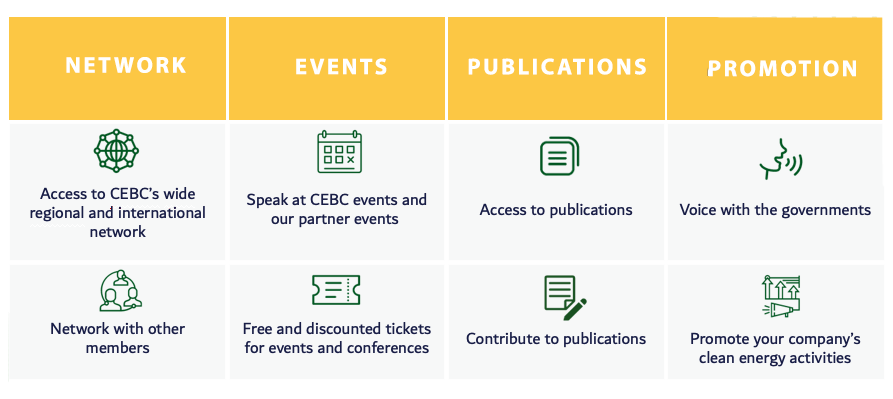 NETWORK
EVENTS
PUBLICATIONS
PROMOTION
Access to CEBC's wide
regional and international
network
Speak at CEBC events and
our partner events
Access to publications
Voice with the governments
Network with other
members
Free and discounted tickets
for events and conferences
Contribute to publications
Promote your company's
clean energy activities